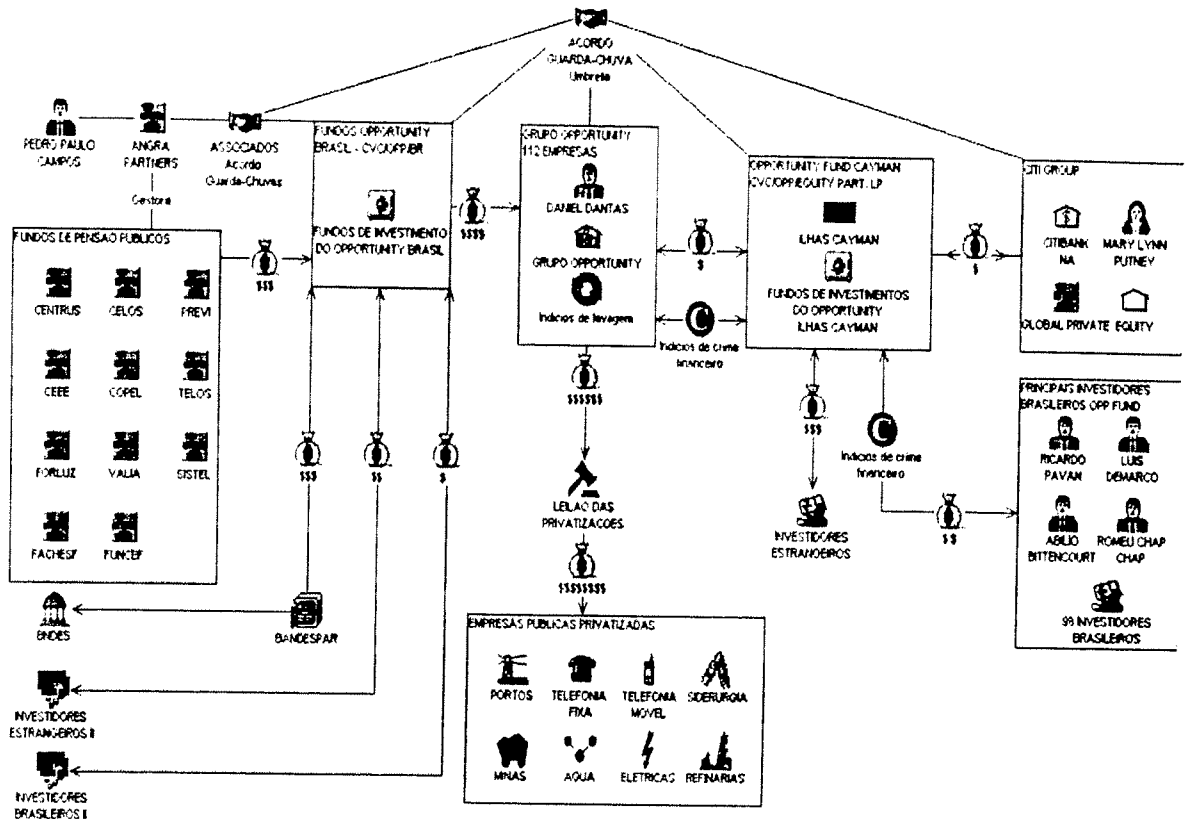 ACORDO
GUARDA-CHUVA
Umbrella
PEDRO PAULO
CAMPOS
ANGRA
PARTNERS
ASSOCIADOS
Acordo
Guarda-Chuvas
Gestora
FUNDOS OPPORTUNITY
BRASIL - CVC/OPP/BR
FUNDOS DE INVESTIMENTO
DO OPPORTUNITY BRASIL
$$$$
GRUPO OPPORTUNITY
112 EMPRESAS
DANIEL DANTAS
GRUPO OPPORTUNITY
Indicios de lavagem
$
Indicios de crime
financeiro
OPPORTUNITY FUND CAYMAN
CVC/OPP/EQUITY PART. LP
ILHAS CAYMAN
FUNDOS DE INVESTIMENTOS
DO OPPORTUNITY
ILHAS CAYMAN
$
CITI GROUP
CITIBANK
NA
MARY LYNN
PUTNEY
GLOBAL PRIVATE EQUITY
FUNDOS DE PENSAO PUBLICOS
$$$
CENTRUS
CELOS
PREVI
CEEE
COPEL
TELOS
FORLUZ
VALIA
SISTEL
FACHESF
FUNCEF
$$$
$$
$
BNDES
BANDESPAR
INVESTIDORES
ESTRANGEIROS II
INVESTIDORES
BRASILEIROS II
$$$$$$
LEILAO DAS
PRIVATIZACOES
$$$$$$$$
EMPRESAS PUBLICAS PRIVATIZADAS
PORTOS
TELEFONIA
FIXA
TELEFONIA
MOVEL
SIDERURGIA
MINAS
AGUA
ELETRICAS
REFINARIAS
$$$
INVESTIDORES
ESTRANGEIROS
Indicios de crime
financeiro
$$
PRINCIPAIS INVESTIDORES
BRASILEIROS OPP FUND
RICARDO
PAVAN
LUIS
DEMARCO
ABILIO
BITTENCOURT
ROMEU CHAP
CHAP
INVESTIDORES
BRASILEIROS